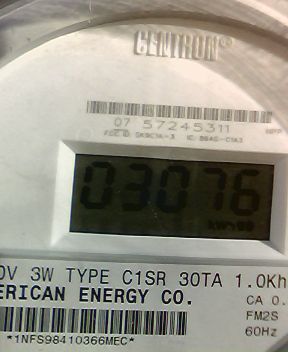 CENTRON®
07 57245311
03076
0V 3W TYPE C1SR 30TA 1.0Kh
ERICAN ENERGY CO.
CA 0.
FM2S
60Hz
*1NFS98410366MEC*